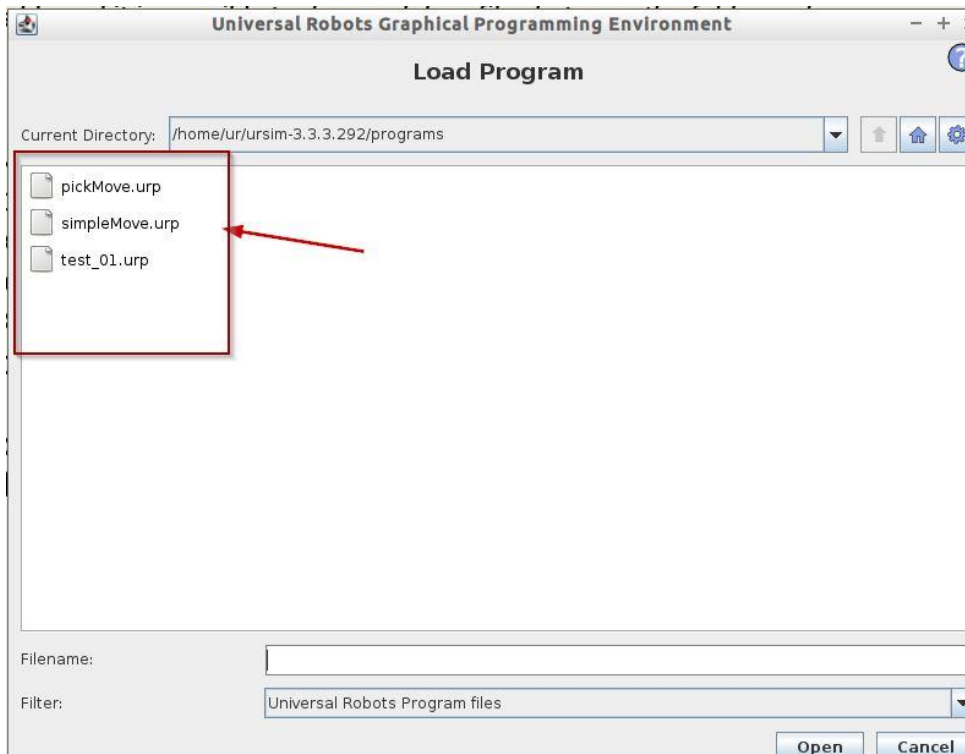 Universal Robots Graphical Programming Environment
Load Program
Current Directory: /home/ur/ursim-3.3.3.292/programs
pickMove.urp
simpleMove.urp
test_01.urp
Filename:
Filter: Universal Robots Program files
Open Cancel